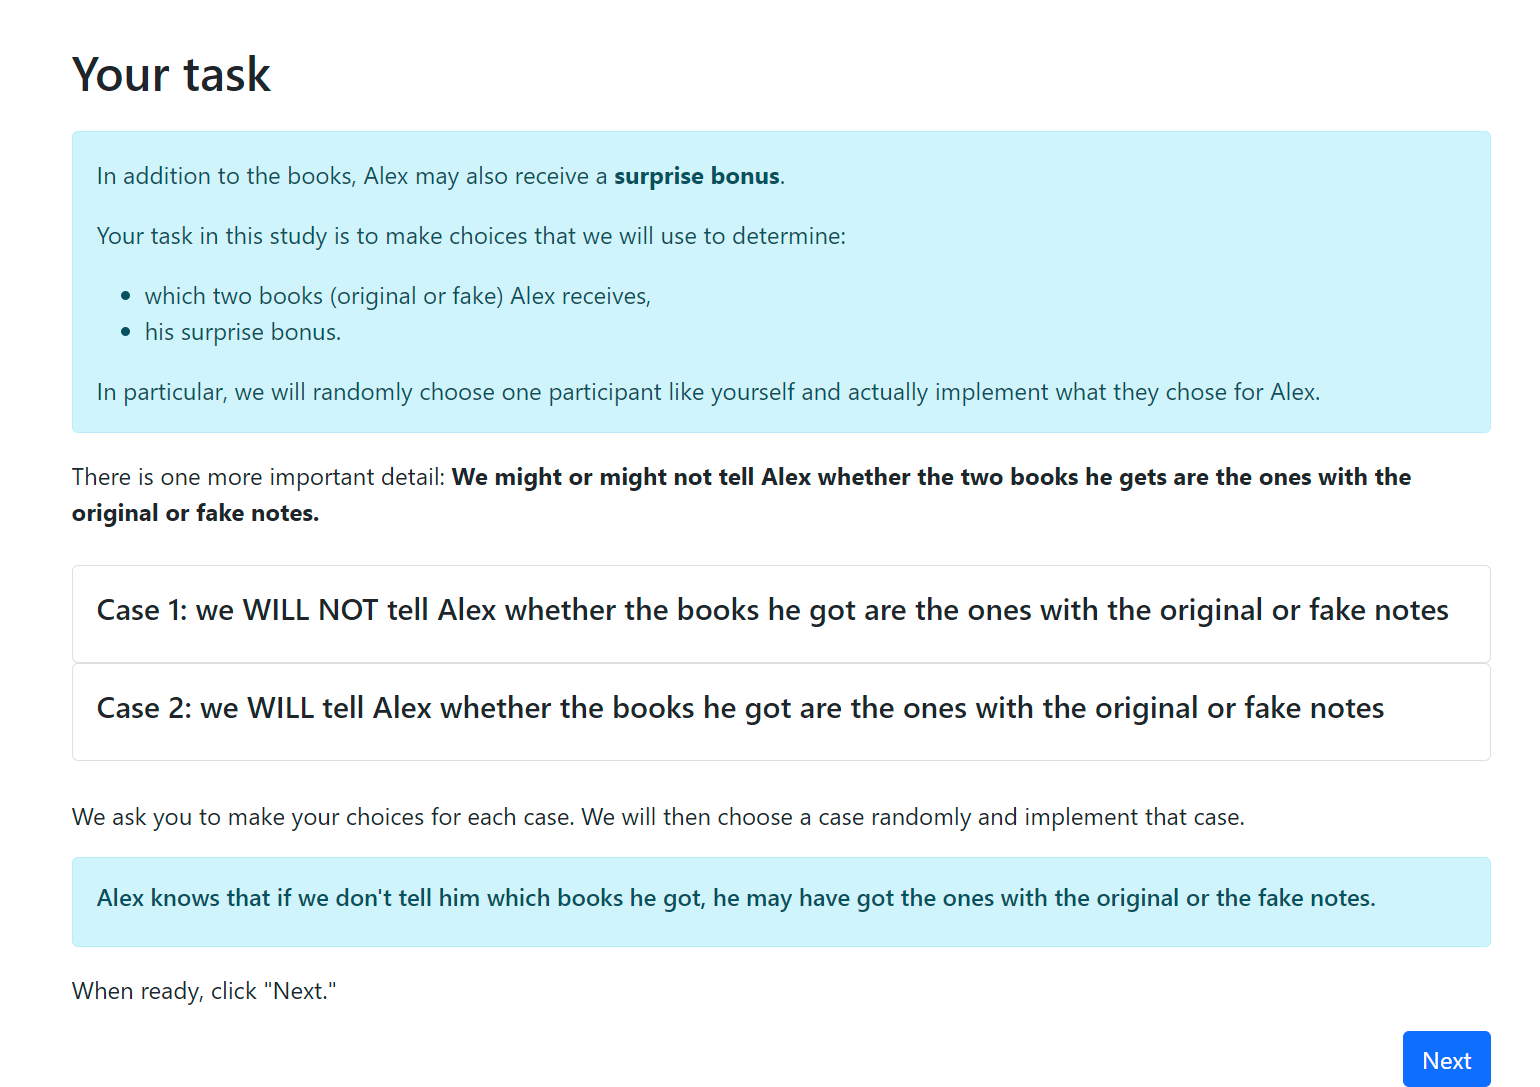 Your task
In addition to the books, Alex may also receive a surprise bonus.
Your task in this study is to make choices that we will use to determine:
• which two books (original or fake) Alex receives,
• his surprise bonus.
In particular, we will randomly choose one participant like yourself and actually implement what they chose for Alex.
There is one more important detail: We might or might not tell Alex whether the two books he gets are the ones with the
original or fake notes.
Case 1: we WILL NOT tell Alex whether the books he got are the ones with the original or fake notes
Case 2: we WILL tell Alex whether the books he got are the ones with the original or fake notes
We ask you to make your choices for each case. We will then choose a case randomly and implement that case.
Alex knows that if we don't tell him which books he got, he may have got the ones with the original or the fake notes.
When ready, click "Next."
Next